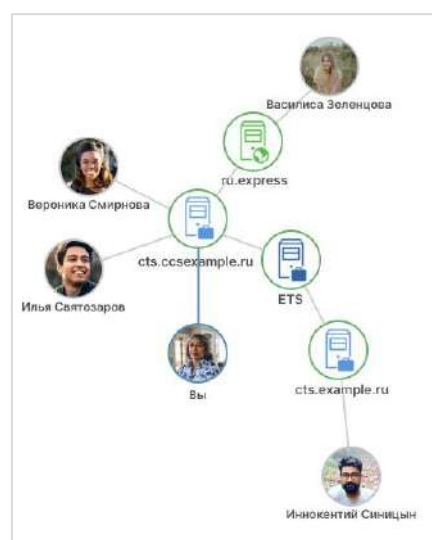 Василиса Зеленцова
ru.express
Вероника Смирнова
cts.ccsexample.ru
Илья Святозаров
ETS
Вы
cts.example.ru
Иннокентий Синицын